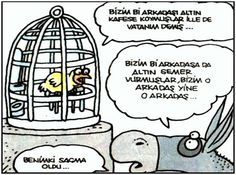 BİZİM Bİ ARKADAŞI ALTIN
KAFESE KOYMUŞLAR İLLE DE
VATANIM DEMİŞ...
BİZİM Bİ ARKADAŞA DA
ALTIN SEMER
VURMUŞLAR, BİZİM O
ARKADAŞ YİNE
O ARKADAŞ...
BENİMKİ SAÇMA
OLDU...